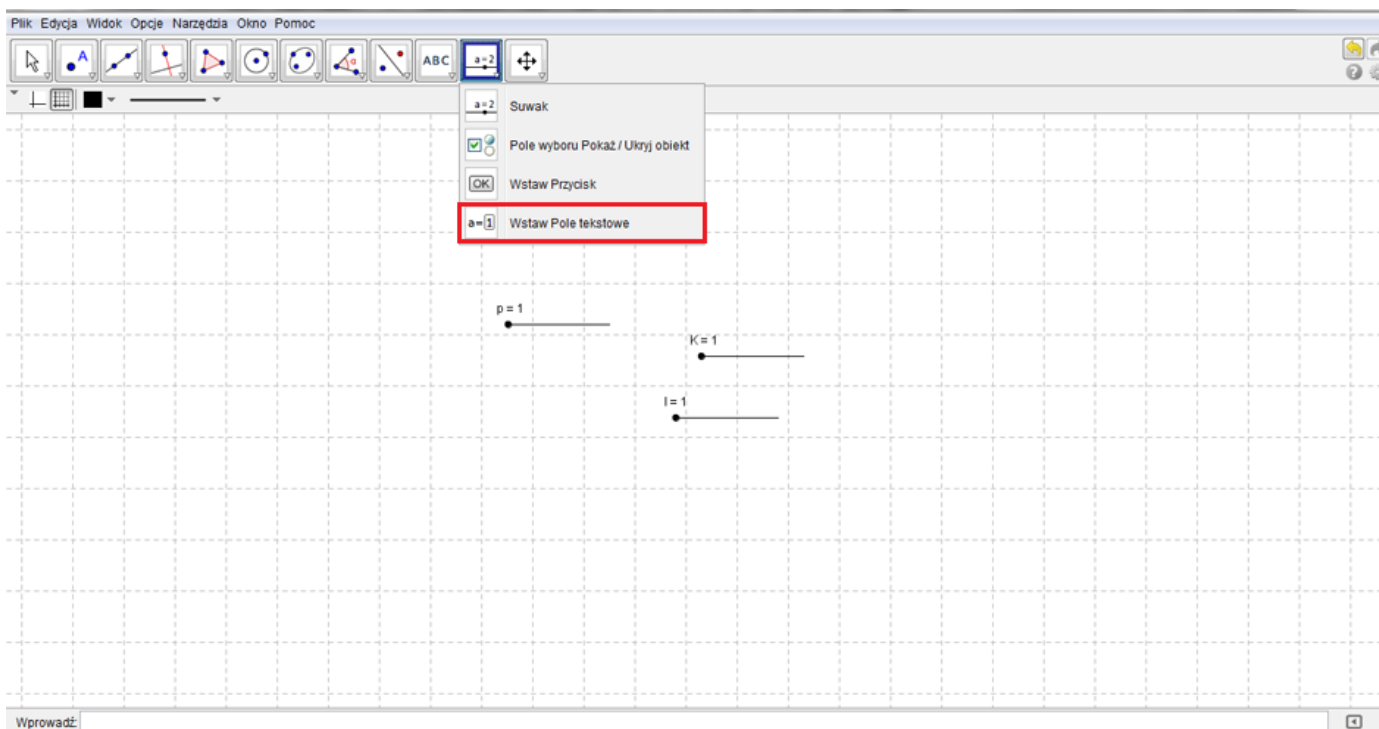 Plik Edycja Widok Opcje Narzędzia Okno Pomoc
A α ABC a=2
a=2 Suwak
Pole wyboru Pokaż / Ukryj obiekt
OK Wstaw Przycisk
a=1 Wstaw Pole tekstowe
p = 1
K = 1
l = 1
Wprowadź: